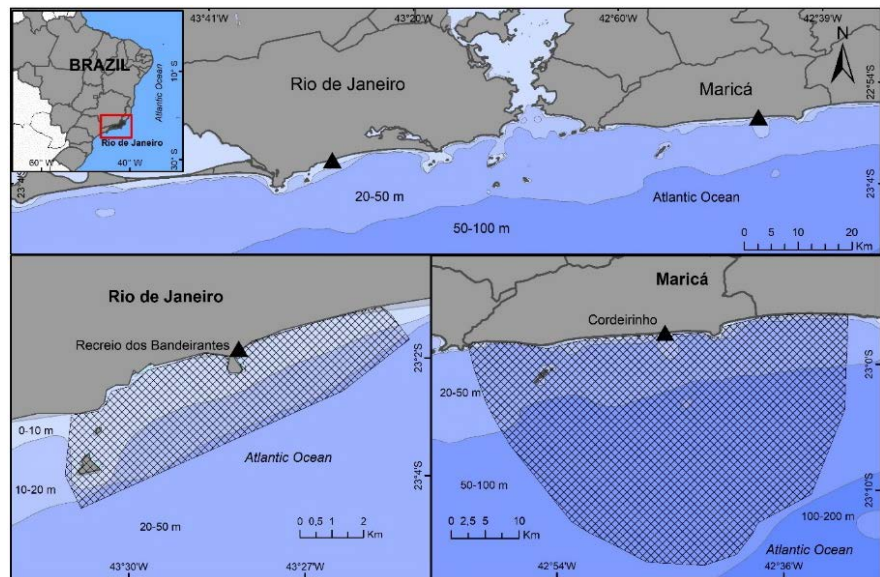 43°41'W 43°20'W 42°60'W 42°39'W
N
BRAZIL
10° S
Atlantic Ocean
Rio de Janeiro
60° W 40° W
30° S
Rio de Janeiro
Maricá
22°54'S
23°4'S
23°4'S
20-50 m
Atlantic Ocean
50-100 m
0 5 10 20
Km
Rio de Janeiro
Recreio dos Bandeirantes
23°2'S
0-10 m
Atlantic Ocean
23°4'S
10-20 m
20-50 m
0 0,5 1 2
Km
43°30'W 43°27'W
Maricá
Cordeirinho
23°0'S
20-50 m
50-100 m
23°10'S
100-200 m
0 2,5 5 10
Km
Atlantic Ocean
42°54'W 42°36'W